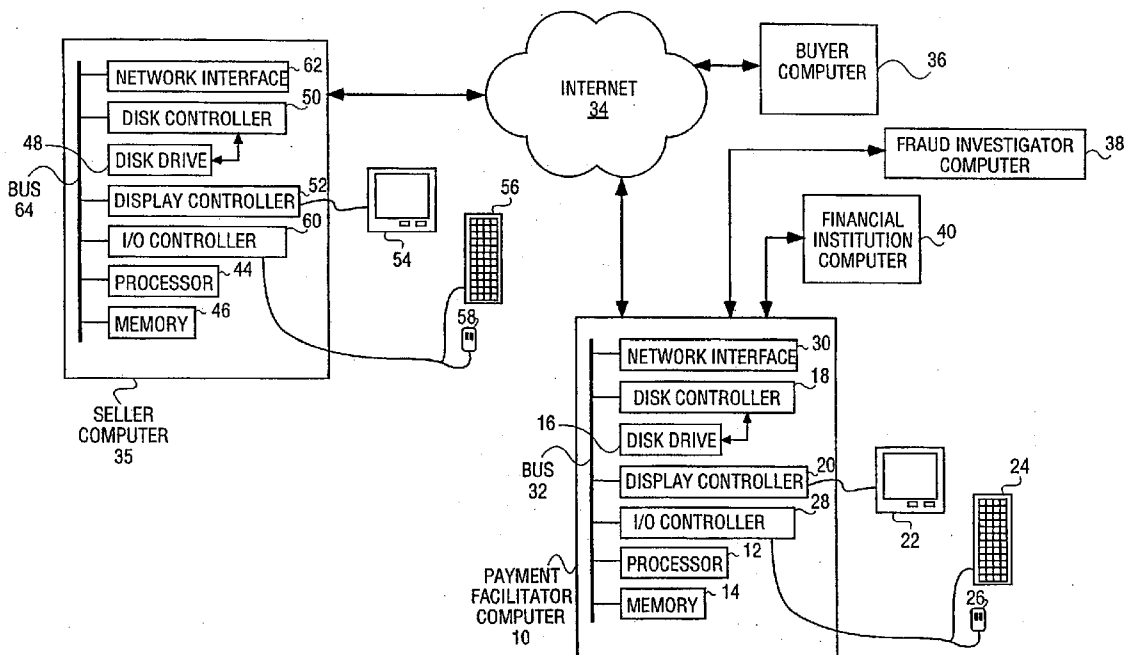 NETWORK INTERFACE
62
DISK CONTROLLER
50
DISK DRIVE
48
BUS
64
DISPLAY CONTROLLER
52
I/O CONTROLLER
60
PROCESSOR
44
MEMORY
46
SELLER
COMPUTER
35
54
56
58
INTERNET
34
BUYER
COMPUTER
36
FRAUD INVESTIGATOR
COMPUTER
38
FINANCIAL
INSTITUTION
COMPUTER
40
NETWORK INTERFACE
30
DISK CONTROLLER
18
DISK DRIVE
16
BUS
32
DISPLAY CONTROLLER
20
I/O CONTROLLER
28
PROCESSOR
12
MEMORY
14
PAYMENT
FACILITATOR
COMPUTER
10
22
24
26